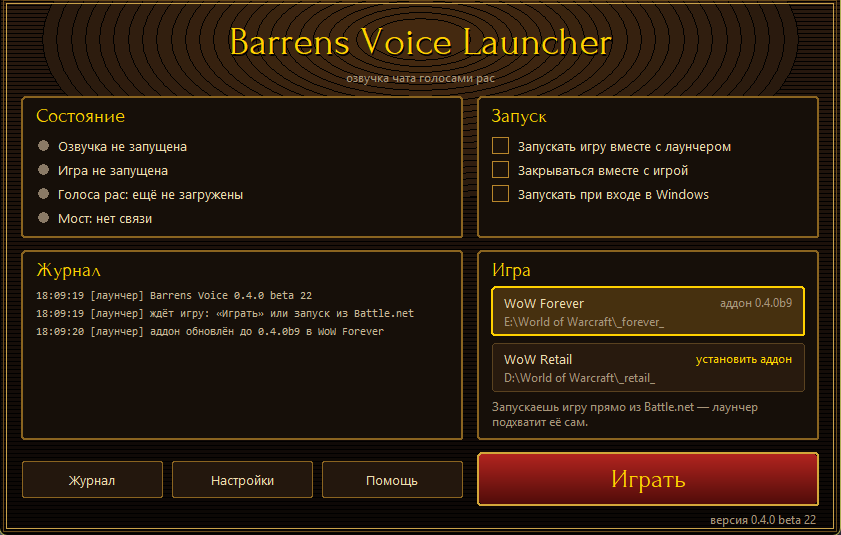 Barrens Voice Launcher
озвучка чата голосами рас
Состояние
Озвучка не запущена
Игра не запущена
Голоса рас: ещё не загружены
Мост: нет связи
Запуск
Запускать игру вместе с лаунчером
Закрываться вместе с игрой
Запускать при входе в Windows
Журнал
18:09:19 [лаунчер] Barrens Voice 0.4.0 beta 22
18:09:19 [лаунчер] ждёт игру: «Играть» или запуск из Battle.net
18:09:20 [лаунчер] аддон обновлён до 0.4.0b9 в WoW Forever
Игра
WoW Forever аддон 0.4.0b9
E:\World of Warcraft\_forever_
WoW Retail установить аддон
D:\World of Warcraft\_retail_
Запускаешь игру прямо из Battle.net — лаунчер
подхватит её сам.
Журнал Настройки Помощь
Играть
версия 0.4.0 beta 22